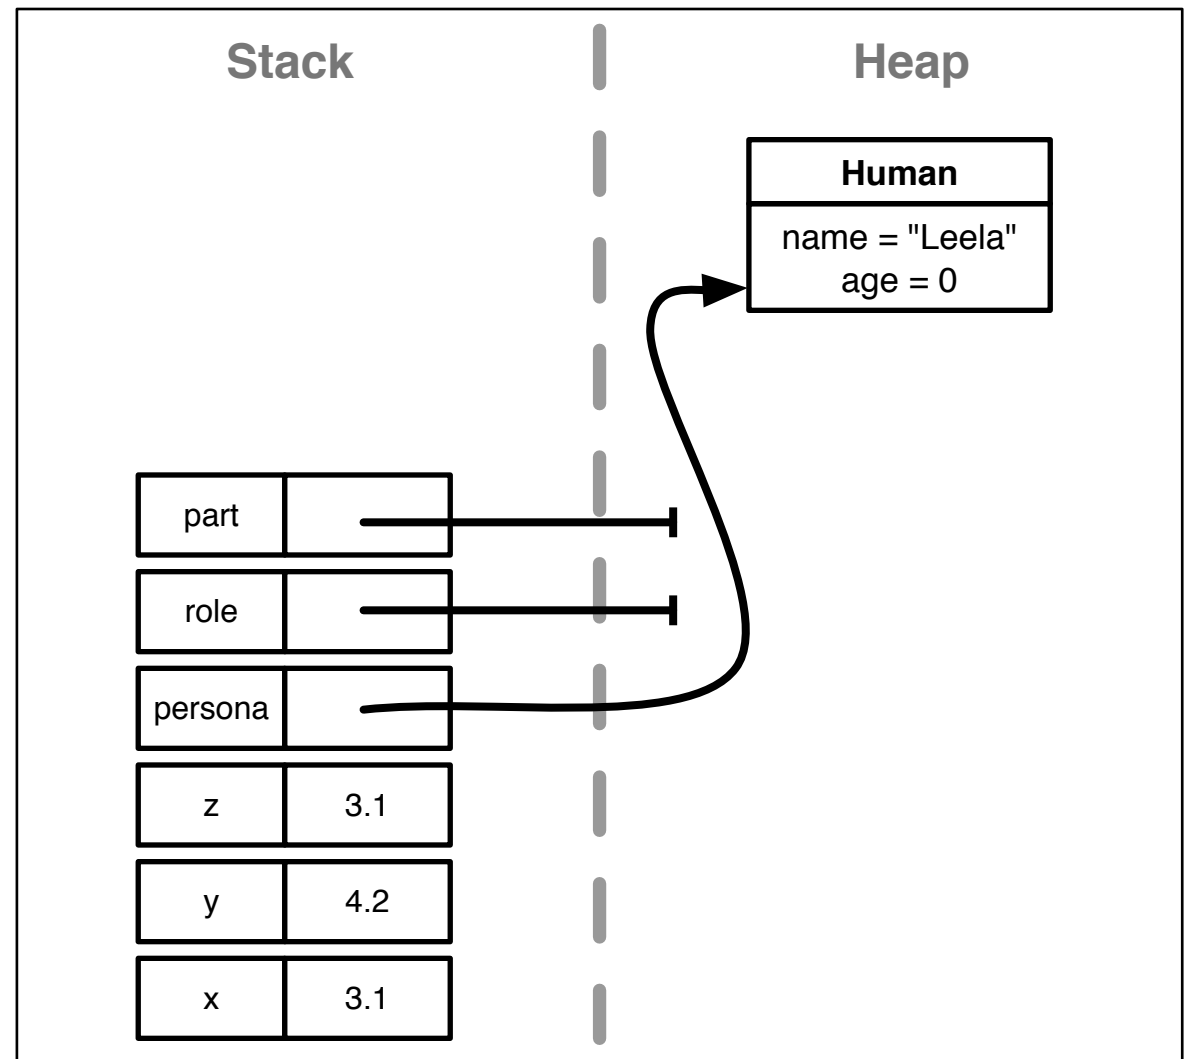 Stack
Heap
Human
name = "Leela"
age = 0
part
role
persona
z 3.1
y 4.2
x 3.1